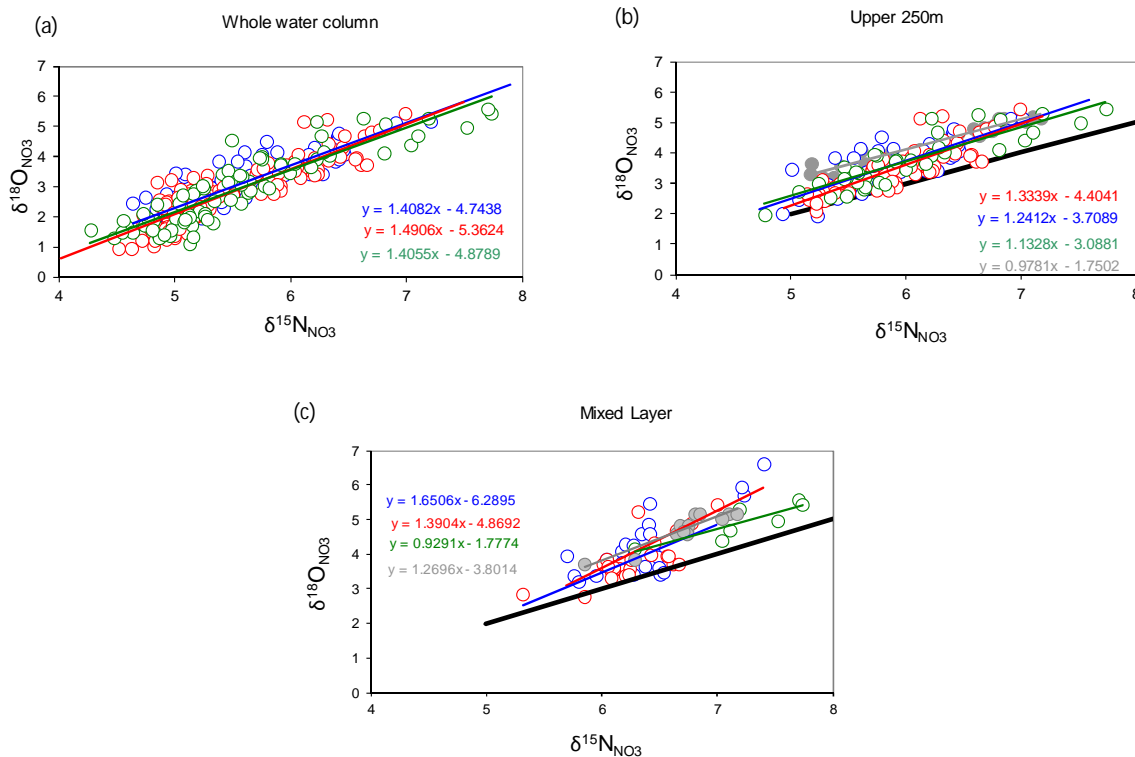 (a)
Whole water column
7
6
5
4
3
2
1
0
4
5
6
7
8
δ18ONO3
δ15NNO3
y = 1.4082x - 4.7438
y = 1.4906x - 5.3624
y = 1.4055x - 4.8789
(b)
Upper 250m
7
6
5
4
3
2
1
0
4
5
6
7
8
δ18ONO3
δ15NNO3
y = 1.3339x - 4.4041
y = 1.2412x - 3.7089
y = 1.1328x - 3.0881
y = 0.9781x - 1.7502
(c)
Mixed Layer
7
6
5
4
3
2
1
0
4
5
6
7
8
δ18ONO3
δ15NNO3
y = 1.6506x - 6.2895
y = 1.3904x - 4.8692
y = 0.9291x - 1.7774
y = 1.2696x - 3.8014